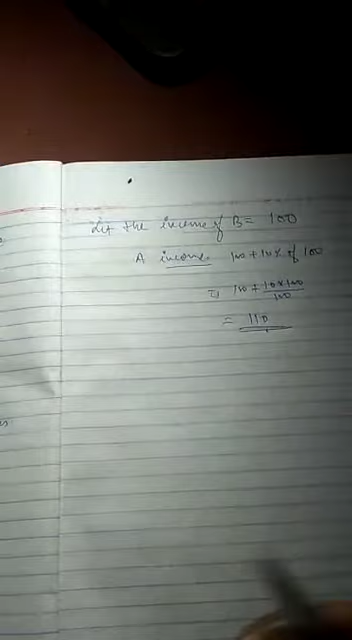 Let the income of B = 100
A income 100 + 10% of 100
⇒ 100 + 10×100/100
= 110